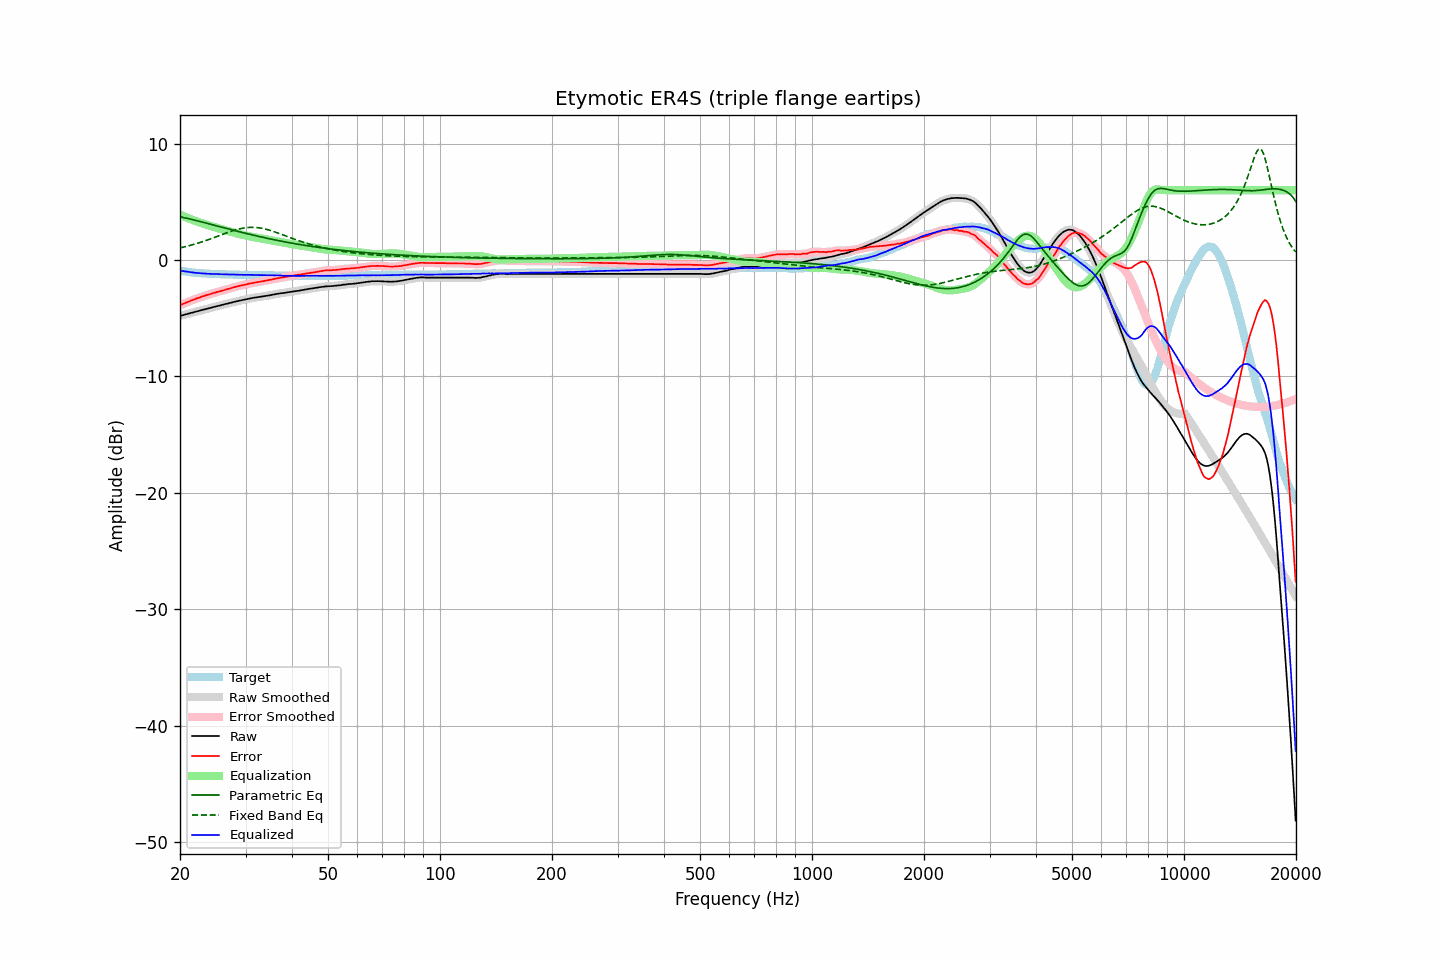 Etymotic ER4S (triple flange eartips)
10
0
−10
−20
−30
−40
−50
Amplitude (dBr)
Target
Raw Smoothed
Error Smoothed
Raw
Error
Equalization
Parametric Eq
Fixed Band Eq
Equalized
20 50 100 200 500 1000 2000 5000 10000 20000
Frequency (Hz)